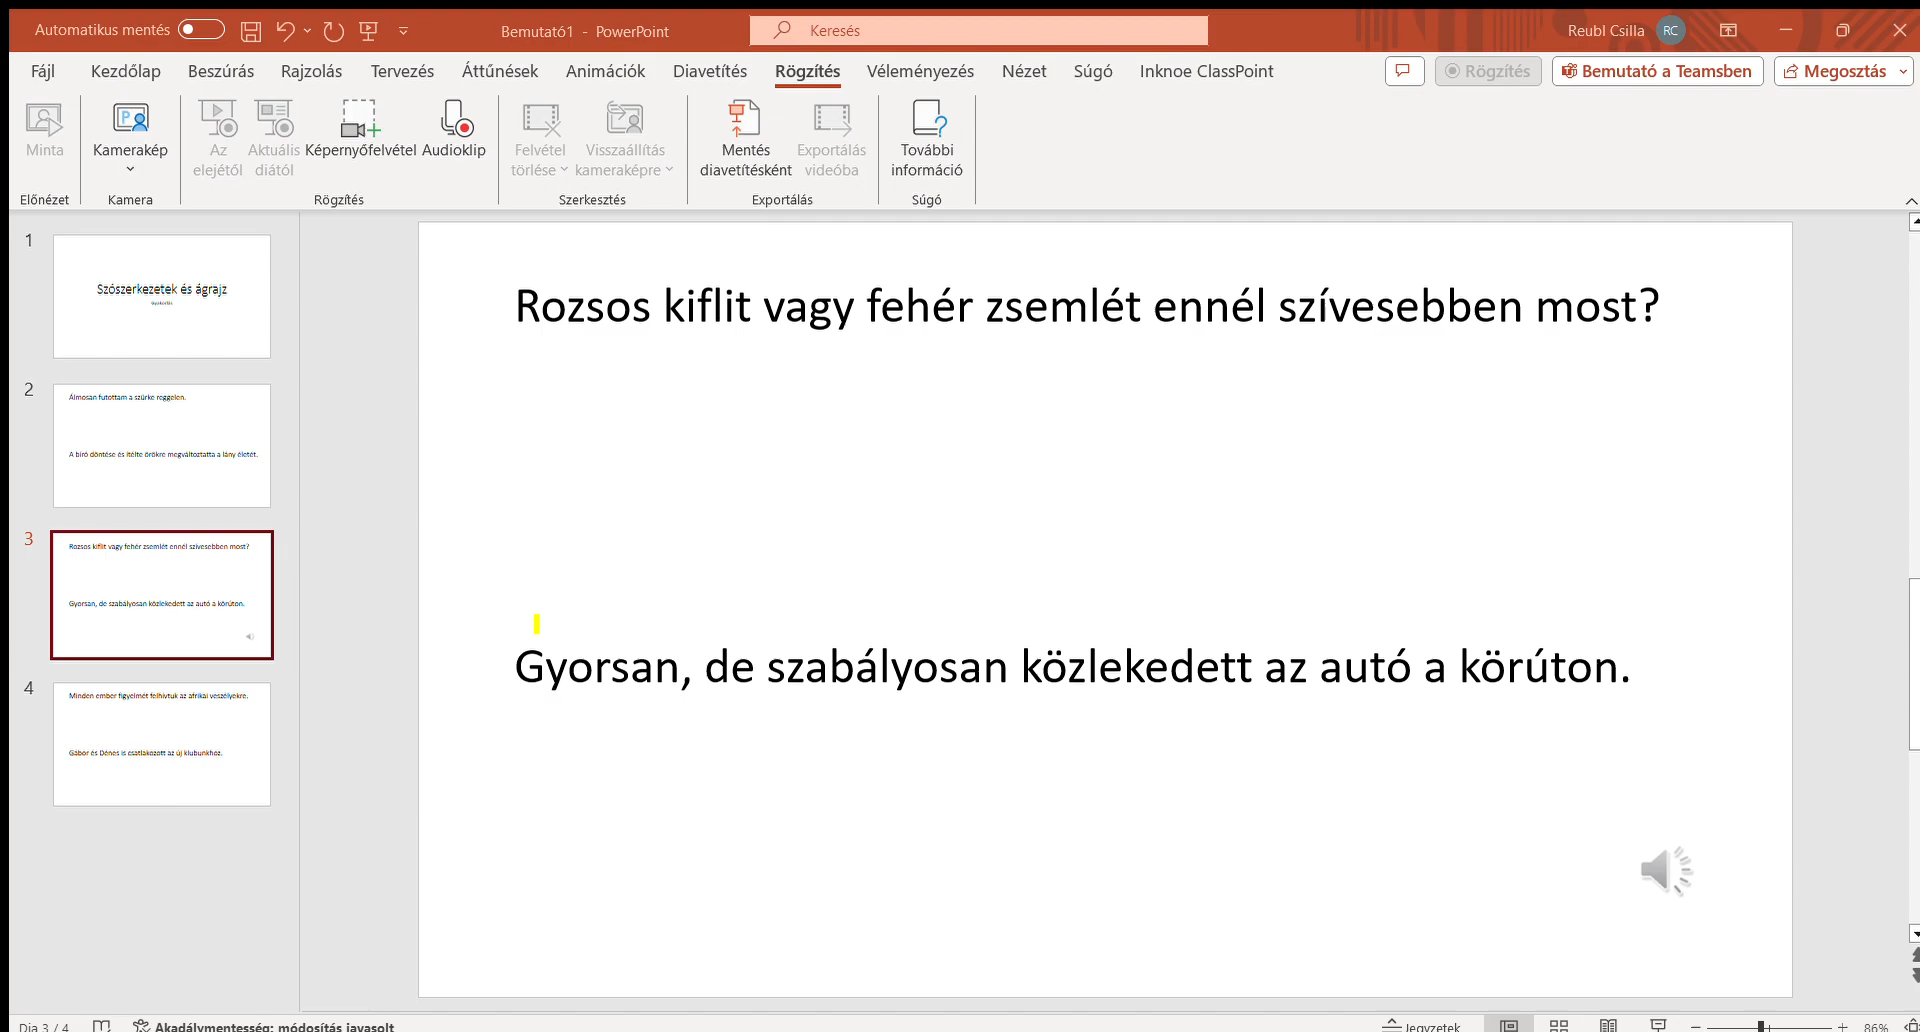 Automatikus mentés
Bemutató1 - PowerPoint
Keresés
Reubl Csilla
RC
Fájl Kezdőlap Beszúrás Rajzolás Tervezés Áttűnések Animációk Diavetítés Rögzítés Véleményezés Nézet Súgó Inknoe ClassPoint
Rögzítés
Bemutató a Teamsben
Megosztás
Minta
Kamerakép
Az elejétől
Aktuális diától
Képernyőfelvétel
Audioklip
Felvétel törlése
Visszaállítás kameraképre
Mentés diavetítésként
Exportálás videóba
További információ
Előnézet
Kamera
Rögzítés
Szerkesztés
Exportálás
Súgó
1
Szószerkezetek és ágrajz
2
Álmosan futottam a szürke reggelen.
A bíró döntése és ítélte örökre megváltoztatta a lány életét.
3
Rozsos kiflit vagy fehér zsemlét ennél szívesebben most?
Gyorsan, de szabályosan közlekedett az autó a körúton.
4
Minden ember figyelmét felhívtuk az afrikai veszélyekre.
Gábor és Dénes is csatlakozott az új klubunkhoz.
Rozsos kiflit vagy fehér zsemlét ennél szívesebben most?
Gyorsan, de szabályosan közlekedett az autó a körúton.
Dia 3 / 4
Akadálymentesség: módosítás javasolt
Jegyzetek
86%